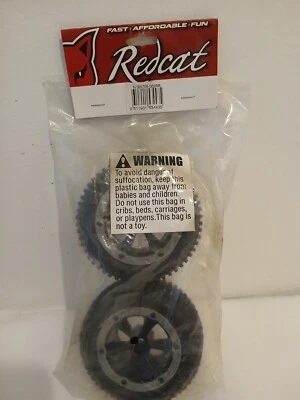 FAST • AFFORDABLE • FUN
Redcat
WARNING
To avoid danger of
suffocation, keep this
plastic bag away from
babies and children.
Do not use this bag in
cribs, beds, carriages,
or playpens.This bag is
not a toy.